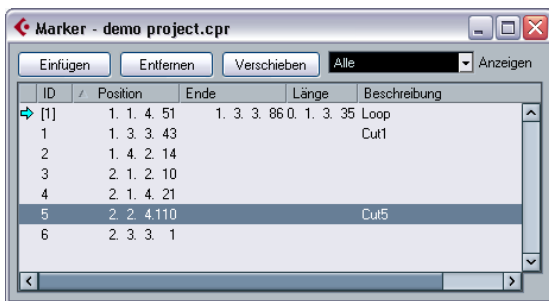 Marker - demo project.cpr
Einfügen Entfernen Verschieben Alle Anzeigen
ID Position Ende Länge Beschreibung
[1] 1. 1. 4. 51 1. 3. 3. 86 0. 1. 3. 35 Loop
1 1. 3. 3. 43 Cut1
2 1. 4. 2. 14
3 2. 1. 2. 10
4 2. 1. 4. 21
5 2. 2. 4.110 Cut5
6 2. 3. 3. 1